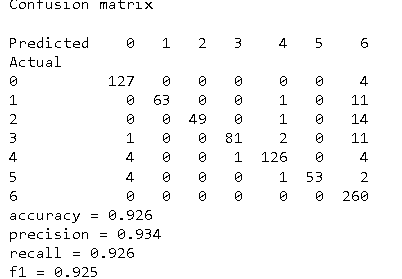 Confusion matrix
Predicted 0 1 2 3 4 5 6
Actual
0 127 0 0 0 0 0 4
1 0 63 0 0 1 0 11
2 0 0 49 0 1 0 14
3 1 0 0 81 2 0 11
4 4 0 0 1 126 0 4
5 4 0 0 0 1 53 2
6 0 0 0 0 0 0 260
accuracy = 0.926
precision = 0.934
recall = 0.926
f1 = 0.925